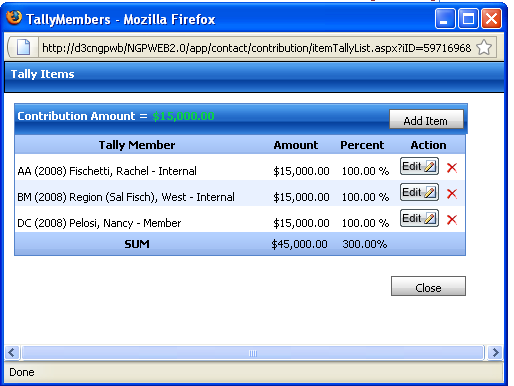 TallyMembers - Mozilla Firefox
http://d3cngpwb/NGPWEB2.0/app/contact/contribution/itemTallyList.aspx?iID=59716968
Tally Items
Contribution Amount = $15,000.00 Add Item
Tally Member Amount Percent Action
AA (2008) Fischetti, Rachel - Internal $15,000.00 100.00 % Edit
BM (2008) Region (Sal Fisch), West - Internal $15,000.00 100.00 % Edit
DC (2008) Pelosi, Nancy - Member $15,000.00 100.00 % Edit
SUM $45,000.00 300.00%
Close
Done